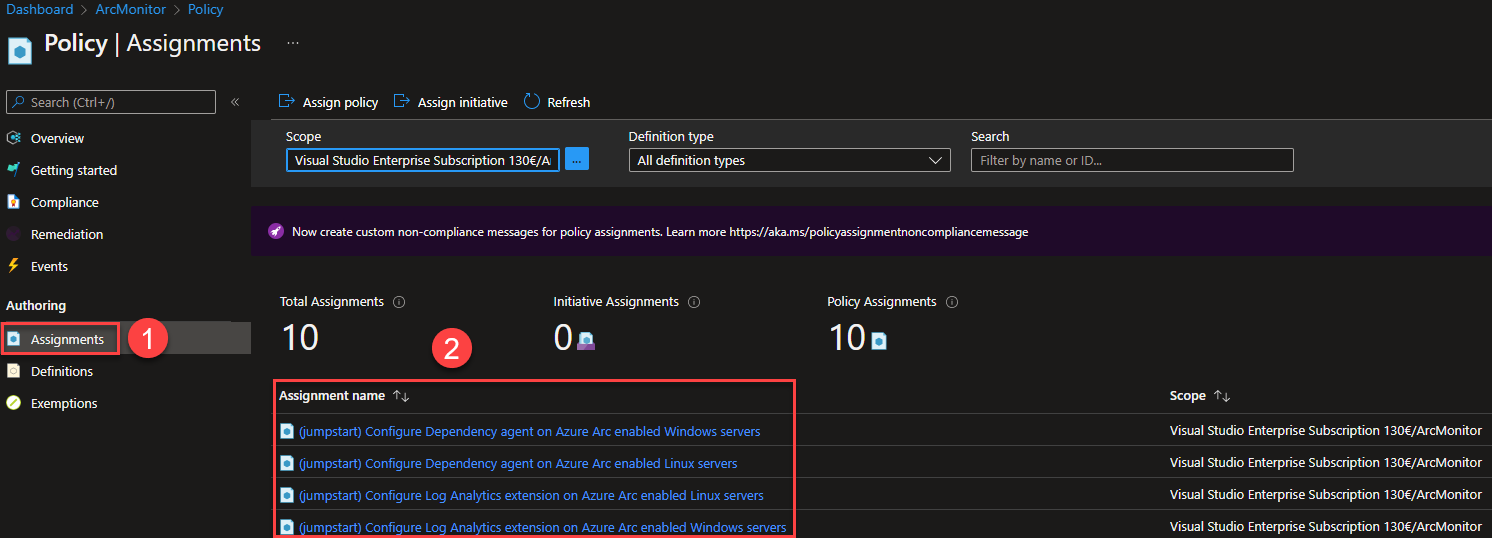 Dashboard > ArcMonitor > Policy
Policy | Assignments ...
Search (Ctrl+/) «
Assign policy Assign initiative Refresh
Scope Definition type Search
Visual Studio Enterprise Subscription 130€/Ar ... All definition types Filter by name or ID...
Overview
Getting started
Compliance
Remediation
Events
Authoring
Assignments 1
Definitions
Exemptions
Now create custom non-compliance messages for policy assignments. Learn more https://aka.ms/policyassignmentnoncompliancemessage
Total Assignments Initiative Assignments Policy Assignments
10 0 10
2
Assignment name ↑↓ Scope ↑↓
(jumpstart) Configure Dependency agent on Azure Arc enabled Windows servers Visual Studio Enterprise Subscription 130€/ArcMonitor
(jumpstart) Configure Dependency agent on Azure Arc enabled Linux servers Visual Studio Enterprise Subscription 130€/ArcMonitor
(jumpstart) Configure Log Analytics extension on Azure Arc enabled Linux servers Visual Studio Enterprise Subscription 130€/ArcMonitor
(jumpstart) Configure Log Analytics extension on Azure Arc enabled Windows servers Visual Studio Enterprise Subscription 130€/ArcMonitor